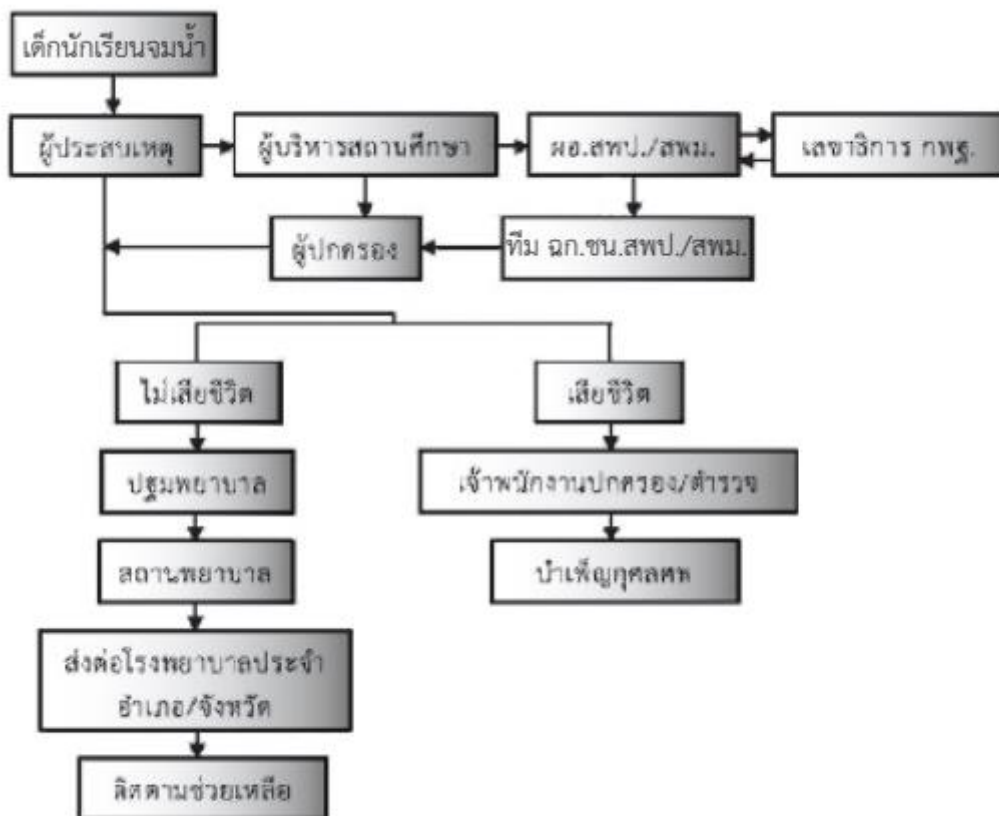 เด็กนักเรียนจมน้ำ
ผู้ประสบเหตุ
ผู้บริหารสถานศึกษา
ผอ.สพป./สพม.
เลขาธิการ กพฐ.
ผู้ปกครอง
ทีม ฉก.ชน.สพป./สพม.
ไม่เสียชีวิต
เสียชีวิต
ปฐมพยาบาล
เจ้าพนักงานปกครอง/ตำรวจ
สถานพยาบาล
บำเพ็ญกุศลศพ
ส่งต่อโรงพยาบาลประจำ
อำเภอ/จังหวัด
ติดตามช่วยเหลือ